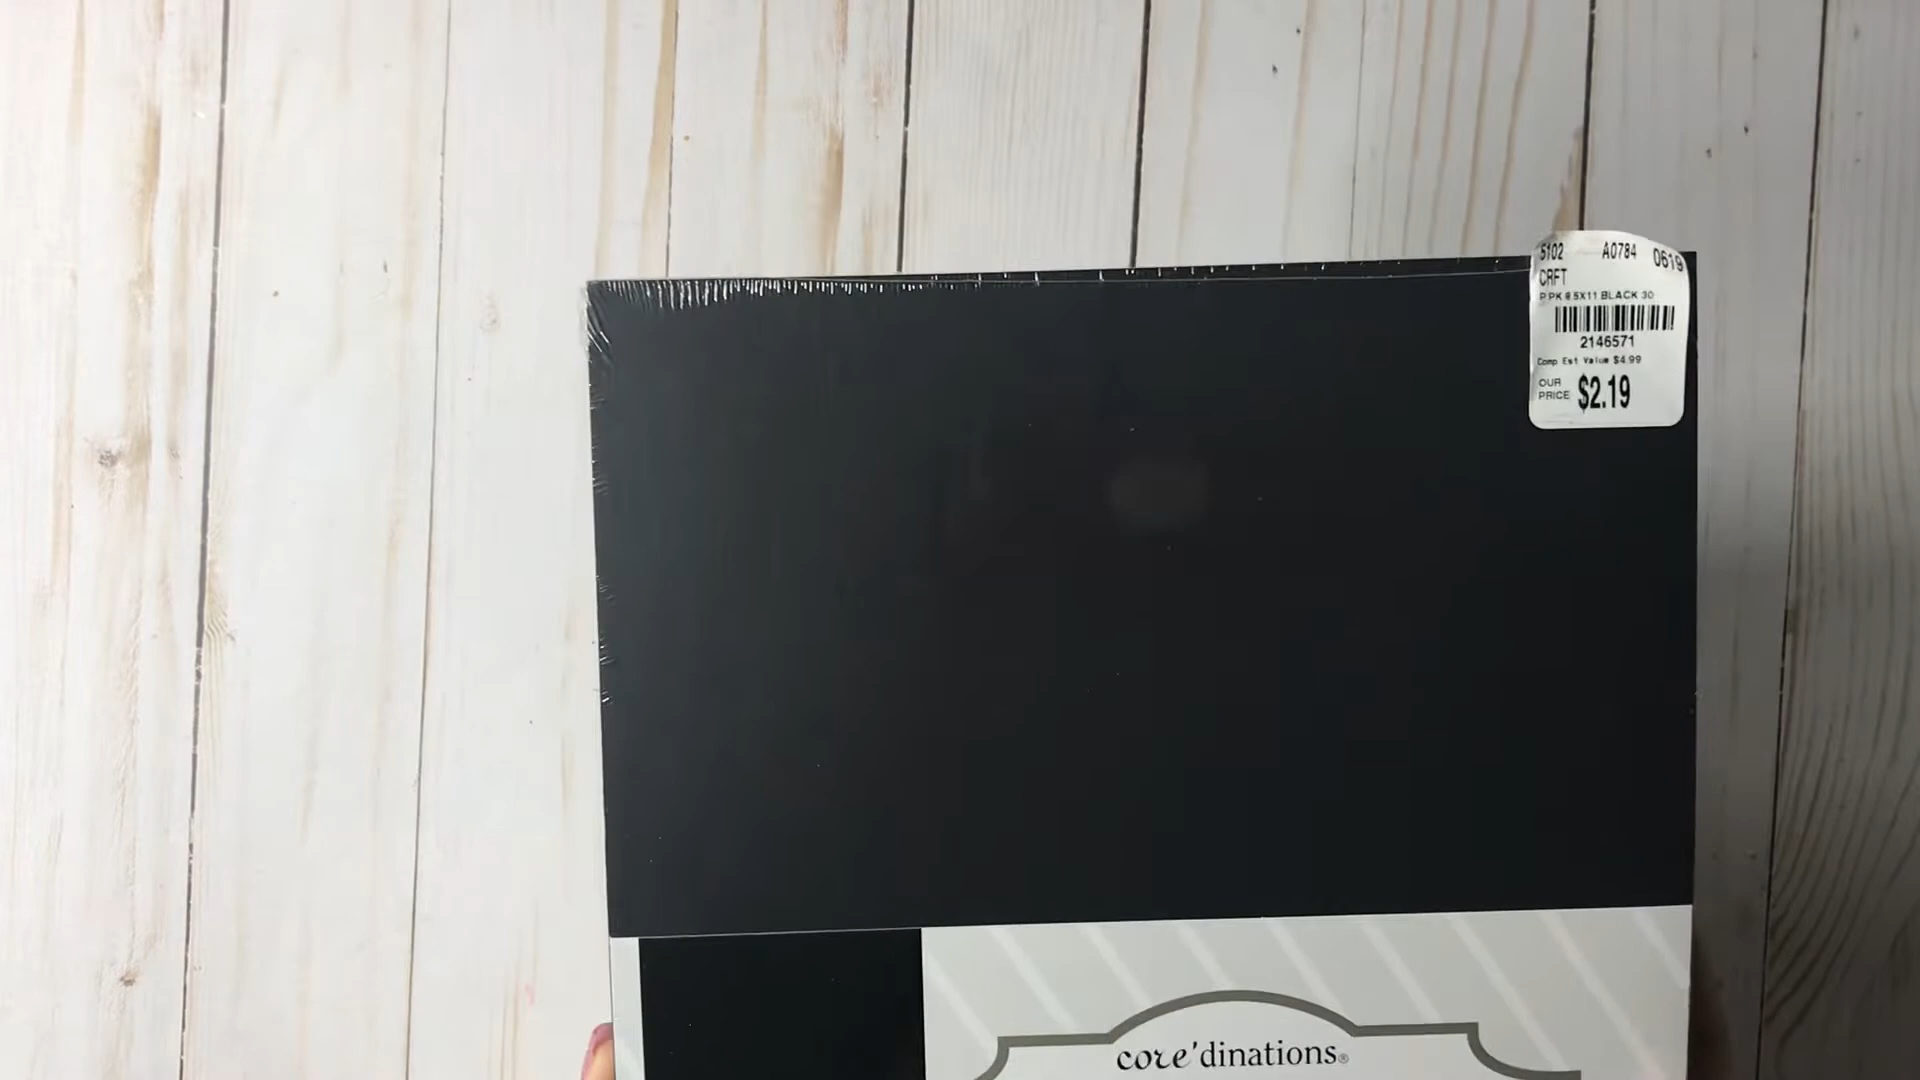 5102 A0784 0619
CRFT
P PK 8.5X11 BLACK 30
2146571
Comp Est Value $4.99
OUR PRICE $2.19
core'dinations®